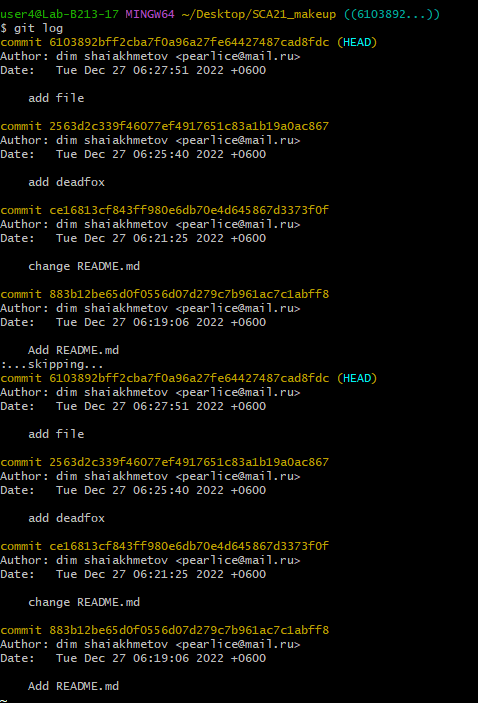 user4@Lab-B213-17 MINGW64 ~/Desktop/SCA21_makeup ((6103892...))
$ git log
commit 6103892bff2cba7f0a96a27fe64427487cad8fdc (HEAD)
Author: dim shaiakhmetov <pearlice@mail.ru>
Date:   Tue Dec 27 06:27:51 2022 +0600

    add file

commit 2563d2c339f46077ef4917651c83a1b19a0ac867
Author: dim shaiakhmetov <pearlice@mail.ru>
Date:   Tue Dec 27 06:25:40 2022 +0600

    add deadfox

commit ce16813cf843ff980e6db70e4d645867d3373f0f
Author: dim shaiakhmetov <pearlice@mail.ru>
Date:   Tue Dec 27 06:21:25 2022 +0600

    change README.md

commit 883b12be65d0f0556d07d279c7b961ac7c1abff8
Author: dim shaiakhmetov <pearlice@mail.ru>
Date:   Tue Dec 27 06:19:06 2022 +0600

    Add README.md
:...skipping...
commit 6103892bff2cba7f0a96a27fe64427487cad8fdc (HEAD)
Author: dim shaiakhmetov <pearlice@mail.ru>
Date:   Tue Dec 27 06:27:51 2022 +0600

    add file

commit 2563d2c339f46077ef4917651c83a1b19a0ac867
Author: dim shaiakhmetov <pearlice@mail.ru>
Date:   Tue Dec 27 06:25:40 2022 +0600

    add deadfox

commit ce16813cf843ff980e6db70e4d645867d3373f0f
Author: dim shaiakhmetov <pearlice@mail.ru>
Date:   Tue Dec 27 06:21:25 2022 +0600

    change README.md

commit 883b12be65d0f0556d07d279c7b961ac7c1abff8
Author: dim shaiakhmetov <pearlice@mail.ru>
Date:   Tue Dec 27 06:19:06 2022 +0600

    Add README.md
~